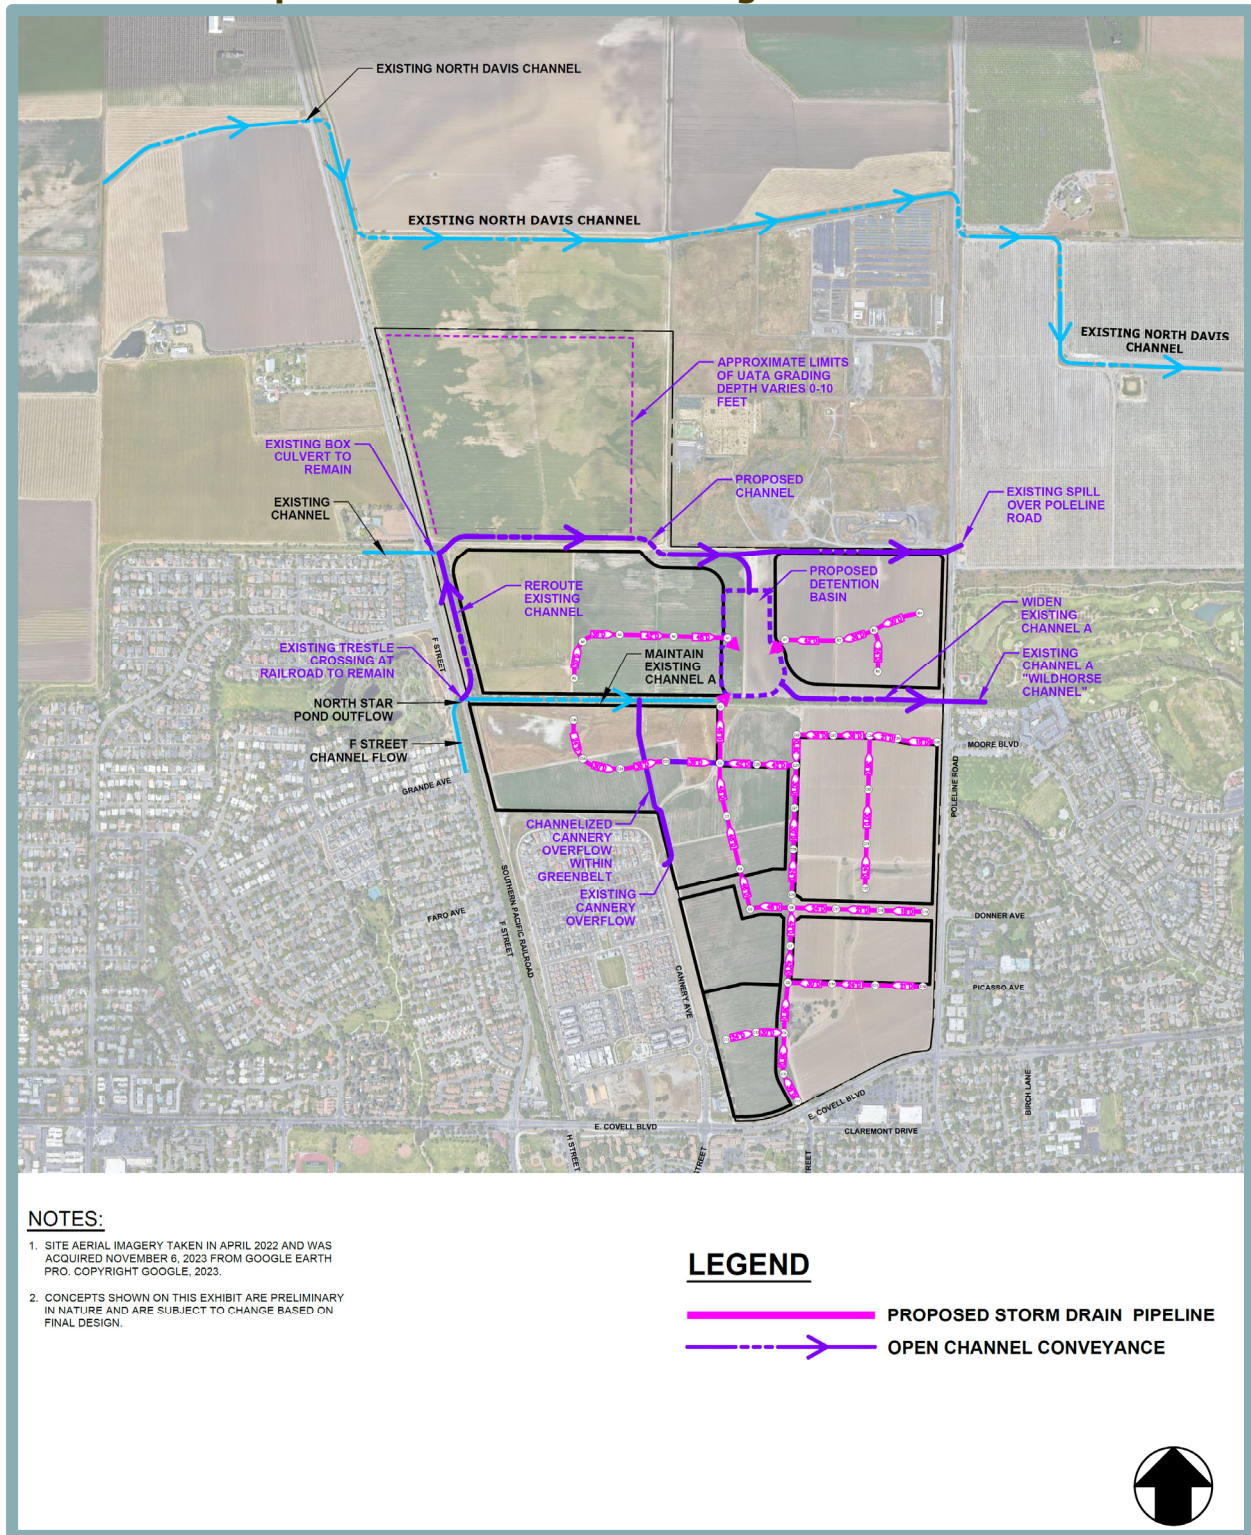 EXISTING NORTH DAVIS CHANNEL
EXISTING NORTH DAVIS CHANNEL
EXISTING NORTH DAVIS
CHANNEL
APPROXIMATE LIMITS
OF UATA GRADING
DEPTH VARIES 0-10
FEET
EXISTING BOX
CULVERT TO
REMAIN
PROPOSED
CHANNEL
EXISTING
CHANNEL
EXISTING SPILL
OVER POLELINE
ROAD
REROUTE
EXISTING
CHANNEL
PROPOSED
DETENTION
BASIN
WIDEN
EXISTING
CHANNEL A
F STREET
EXISTING TRESTLE
CROSSING AT
RAILROAD TO REMAIN
MAINTAIN
EXISTING
CHANNEL A
EXISTING
CHANNEL A
"WILDHORSE
CHANNEL"
NORTH STAR
POND OUTFLOW
F STREET
CHANNEL FLOW
MOORE BLVD
GRANDE AVE
POLELINE ROAD
CHANNELIZED
CANNERY
OVERFLOW
WITHIN
GREENBELT
EXISTING
CANNERY
OVERFLOW
SOUTHERN PACIFIC RAILROAD
F STREET
FARO AVE
DONNER AVE
CANNERY AVE
PICASSO AVE
BIRCH LANE
E. COVELL BLVD
E. COVELL BLVD
CLAREMONT DRIVE
H STREET
NOTES:
1. SITE AERIAL IMAGERY TAKEN IN APRIL 2022 AND WAS
ACQUIRED NOVEMBER 6, 2023 FROM GOOGLE EARTH
PRO. COPYRIGHT GOOGLE, 2023.
2. CONCEPTS SHOWN ON THIS EXHIBIT ARE PRELIMINARY
IN NATURE AND ARE SUBJECT TO CHANGE BASED ON
FINAL DESIGN.
LEGEND
PROPOSED STORM DRAIN PIPELINE
OPEN CHANNEL CONVEYANCE